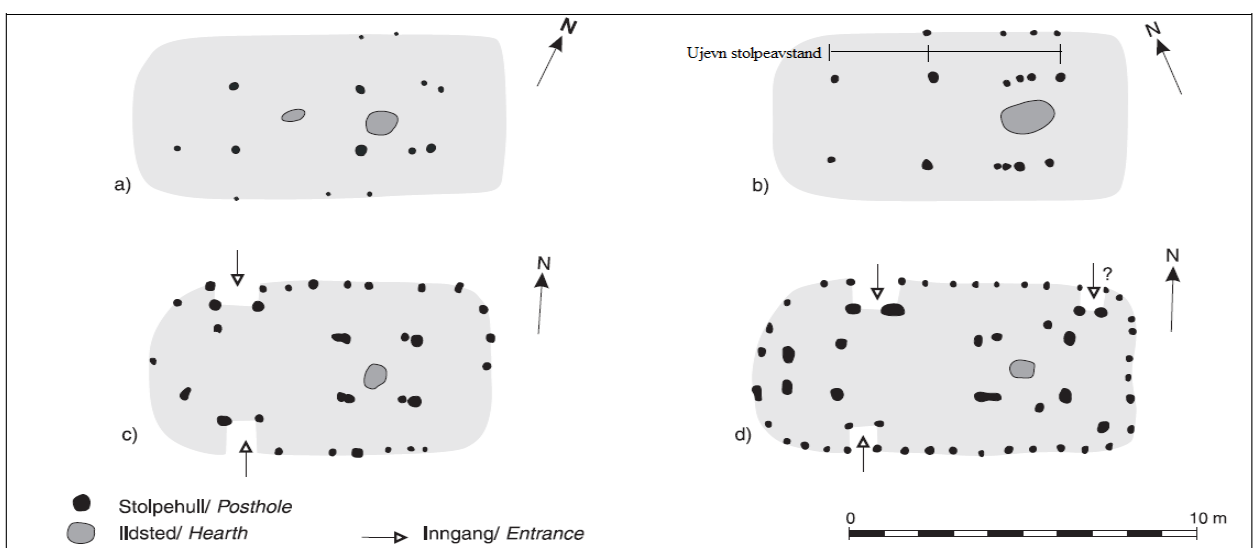 N
N
Ujevn stolpeavstand
a)
b)
N
N
?
c)
d)
Stolpehull/ Posthole
Ildsted/ Hearth
Inngang/ Entrance
0
10 m